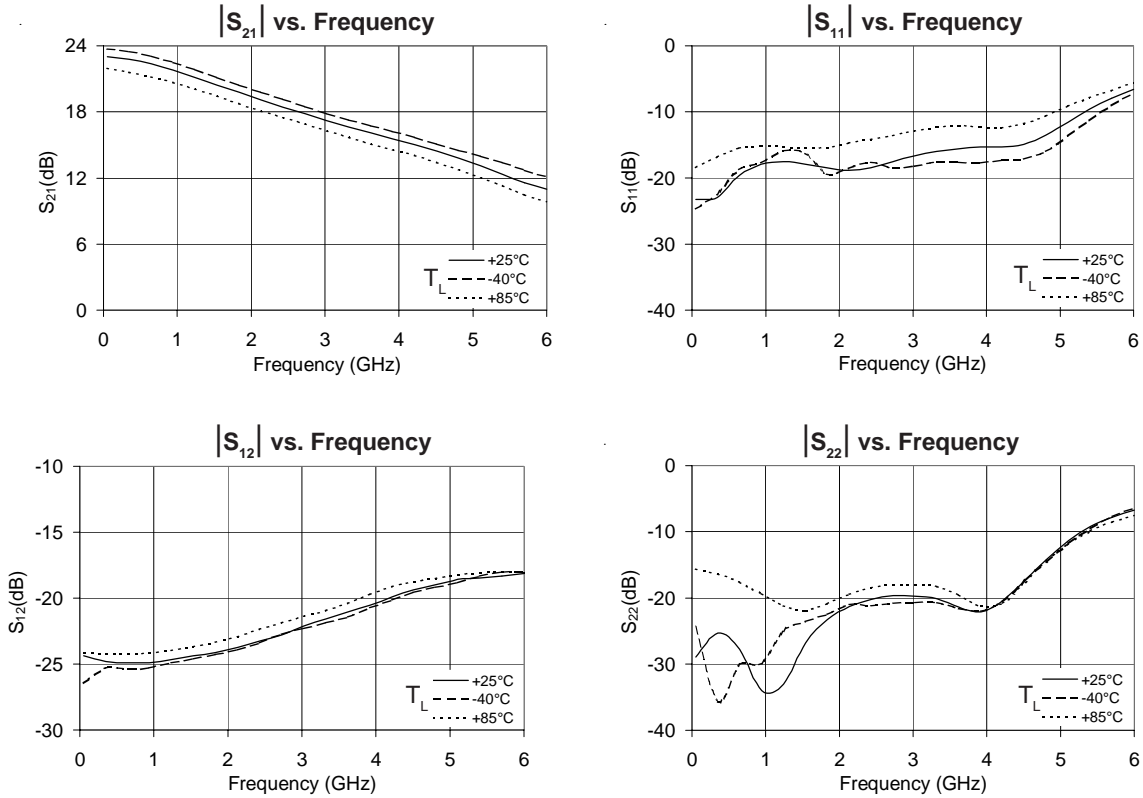 |S21| vs. Frequency
24
18
12
6
0
S21(dB)
0 1 2 3 4 5 6
Frequency (GHz)
TL
+25°C
-40°C
+85°C
|S11| vs. Frequency
0
-10
-20
-30
-40
S11(dB)
0 1 2 3 4 5 6
Frequency (GHz)
TL
+25°C
-40°C
+85°C
|S12| vs. Frequency
-10
-15
-20
-25
-30
S12(dB)
0 1 2 3 4 5 6
Frequency (GHz)
TL
+25°C
-40°C
+85°C
|S22| vs. Frequency
0
-10
-20
-30
-40
S22(dB)
0 1 2 3 4 5 6
Frequency (GHz)
TL
+25°C
-40°C
+85°C